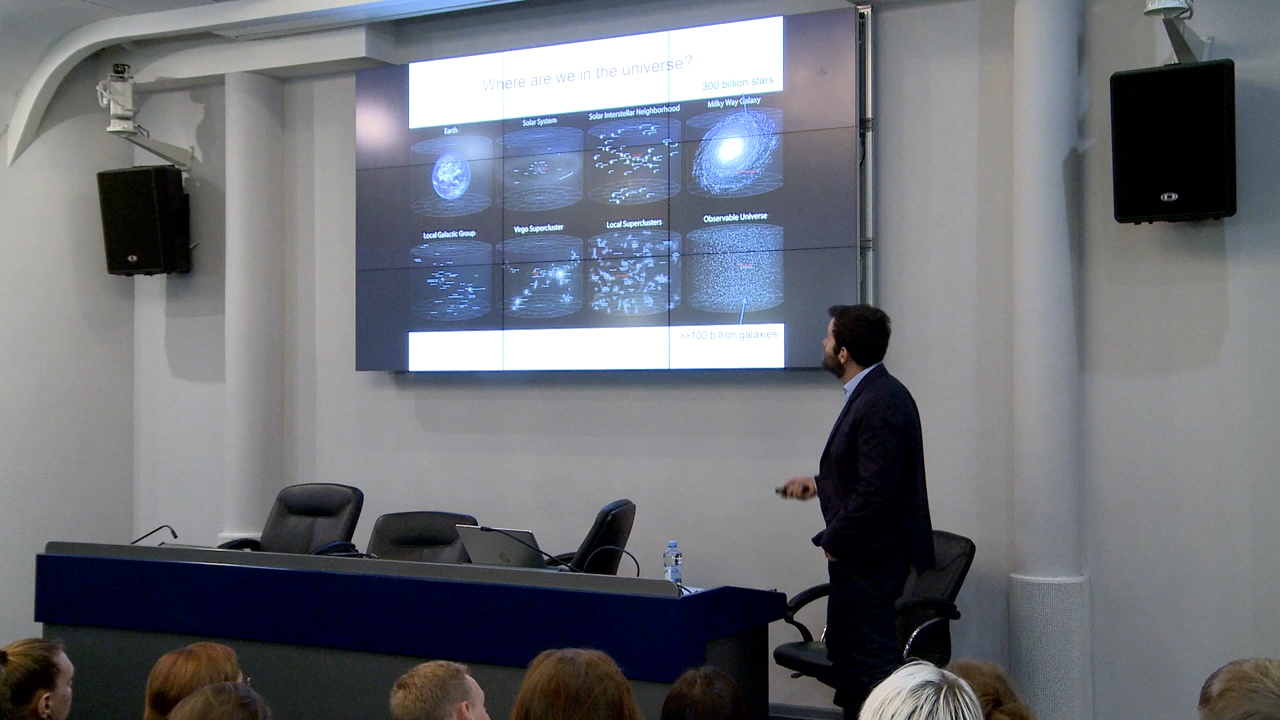 Where are we in the universe?
300 billion stars
Earth
Solar System
Solar Interstellar Neighborhood
Milky Way Galaxy
Local Galactic Group
Virgo Supercluster
Local Superclusters
Observable Universe
>>100 billion galaxies